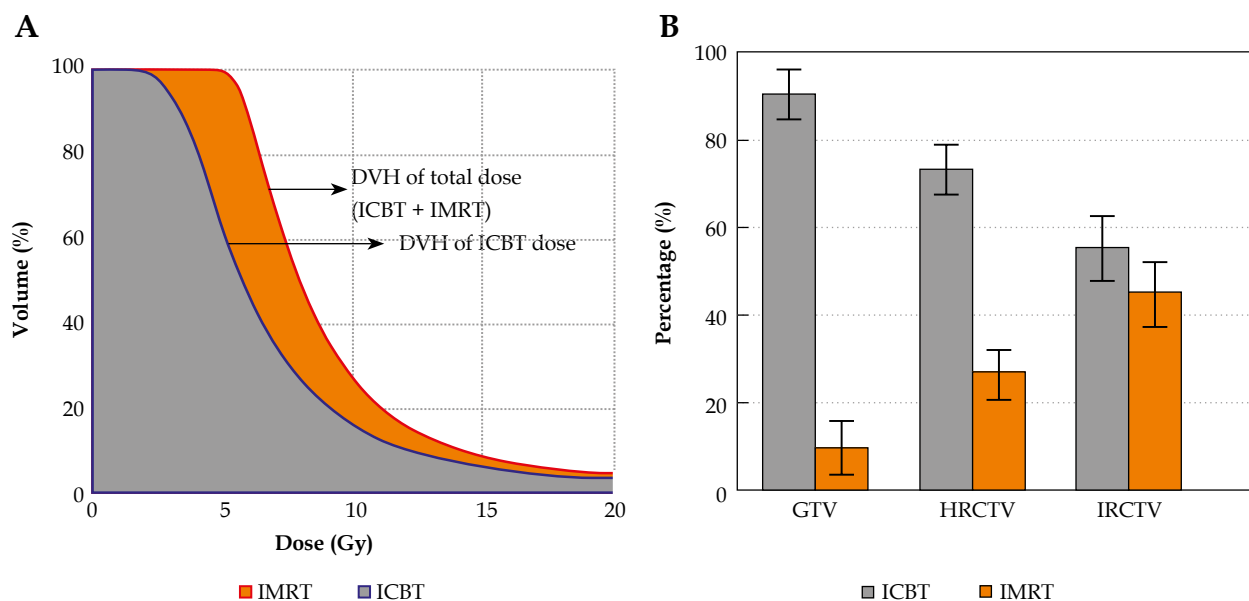 A
100
80
60
40
20
0
Volume (%)
DVH of total dose
(ICBT + IMRT)
DVH of ICBT dose
0 5 10 15 20
Dose (Gy)
IMRT ICBT
B
100
80
60
40
20
0
Percentage (%)
GTV HRCTV IRCTV
ICBT IMRT